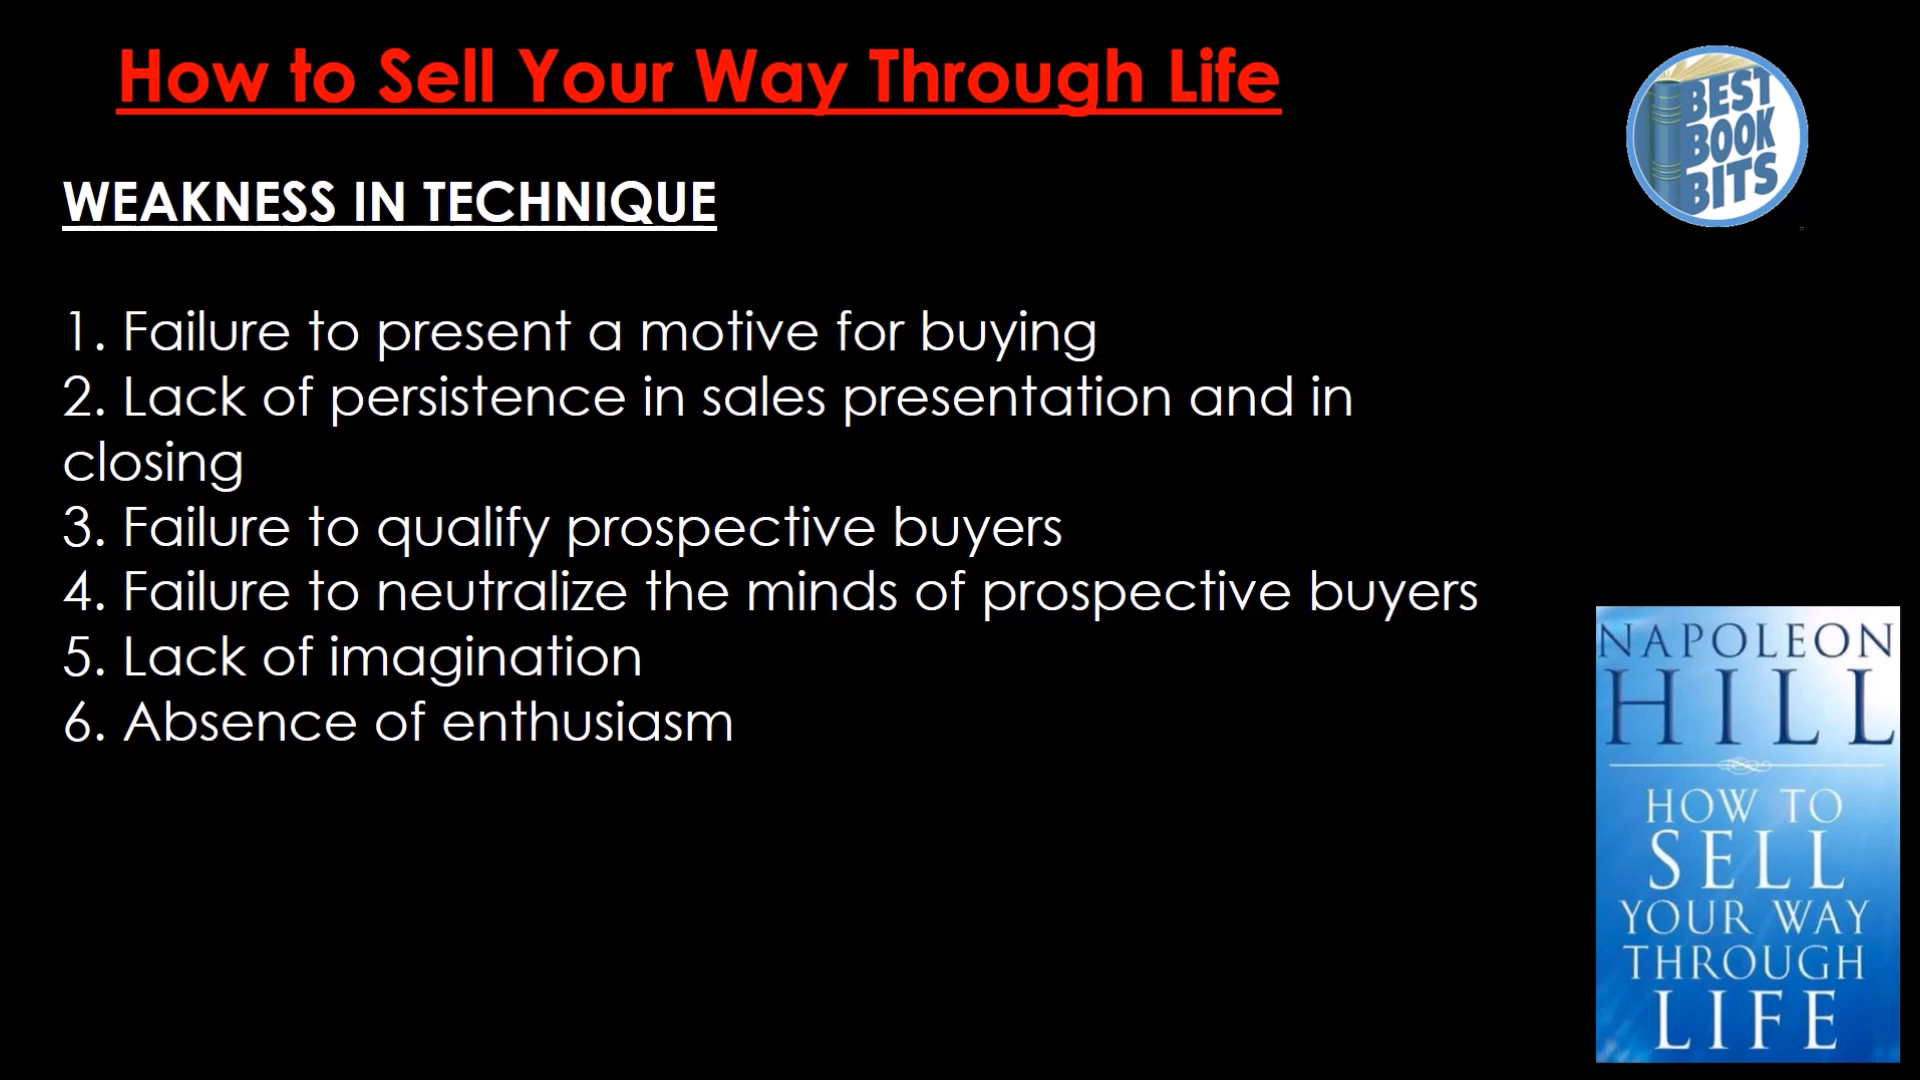 How to Sell Your Way Through Life
BEST
BOOK
BITS
WEAKNESS IN TECHNIQUE
1. Failure to present a motive for buying
2. Lack of persistence in sales presentation and in
closing
3. Failure to qualify prospective buyers
4. Failure to neutralize the minds of prospective buyers
5. Lack of imagination
6. Absence of enthusiasm
NAPOLEON
HILL
HOW TO
SELL
YOUR WAY
THROUGH
LIFE